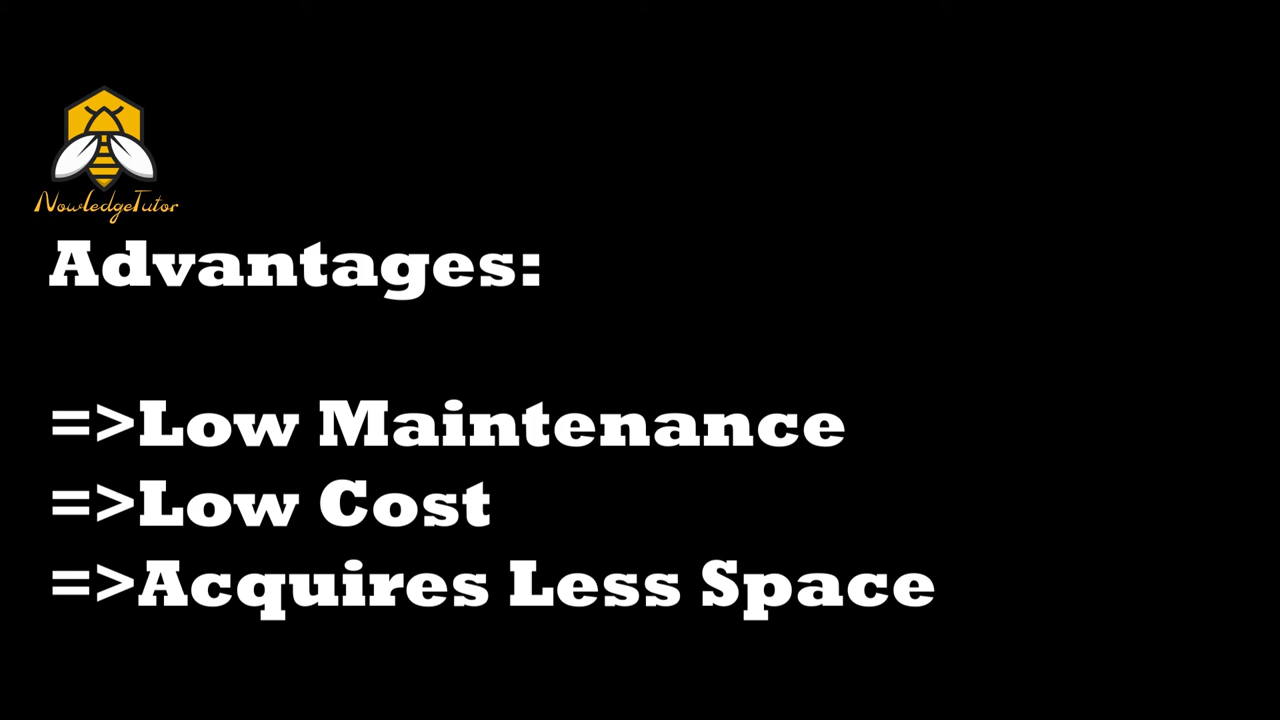 NowledgeTutor
Advantages:
=>Low Maintenance
=>Low Cost
=>Acquires Less Space